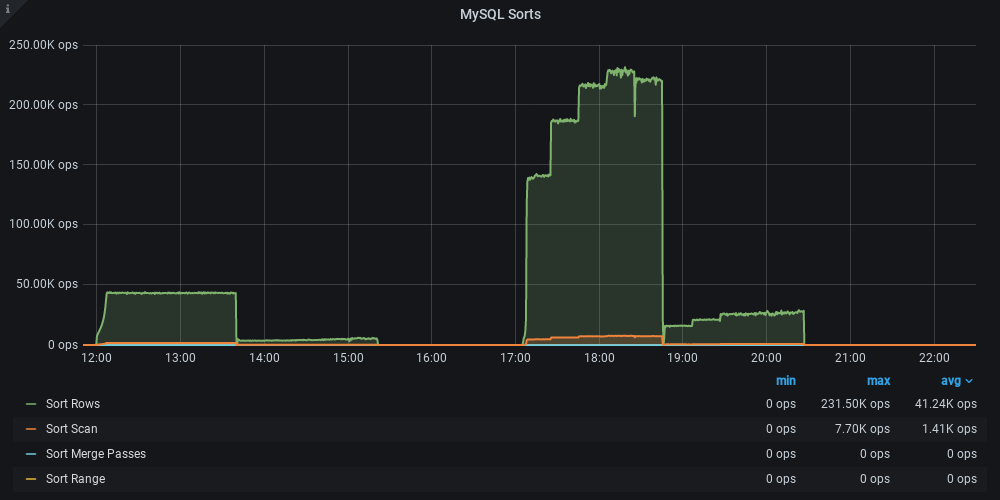 i
MySQL Sorts
250.00K ops
200.00K ops
150.00K ops
100.00K ops
50.00K ops
0 ops
12:00 13:00 14:00 15:00 16:00 17:00 18:00 19:00 20:00 21:00 22:00
min max avg
Sort Rows 0 ops 231.50K ops 41.24K ops
Sort Scan 0 ops 7.70K ops 1.41K ops
Sort Merge Passes 0 ops 0 ops 0 ops
Sort Range 0 ops 0 ops 0 ops